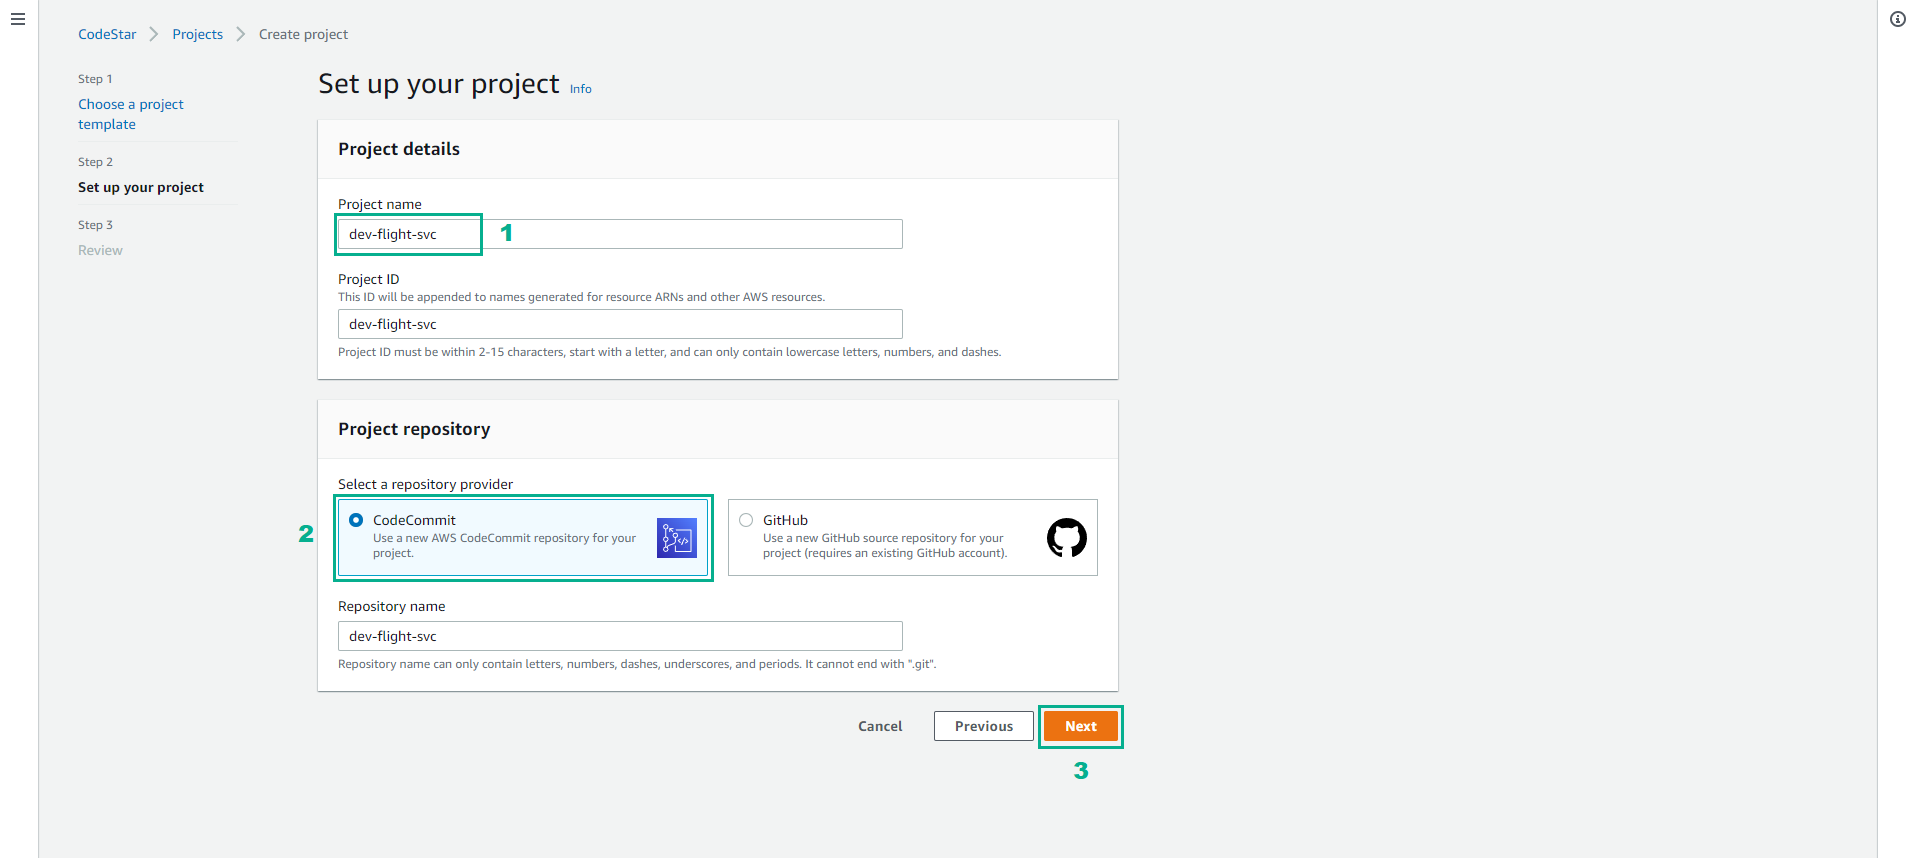 CodeStar > Projects > Create project
Step 1
Choose a project
template
Step 2
Set up your project
Step 3
Review
Set up your project Info
Project details
Project name
dev-flight-svc 1
Project ID
This ID will be appended to names generated for resource ARNs and other AWS resources.
dev-flight-svc
Project ID must be within 2-15 characters, start with a letter, and can only contain lowercase letters, numbers, and dashes.
Project repository
Select a repository provider
2
CodeCommit
Use a new AWS CodeCommit repository for your
project.
GitHub
Use a new GitHub source repository for your
project (requires an existing GitHub account).
Repository name
dev-flight-svc
Repository name can only contain letters, numbers, dashes, underscores, and periods. It cannot end with ".git".
Cancel Previous Next
3